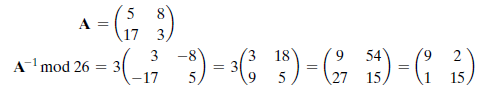 A = (5 8
17 3)
A⁻¹ mod 26 = 3(3 −8
−17 5) = 3(3 18
9 5) = (9 54
27 15) = (9 2
1 15)